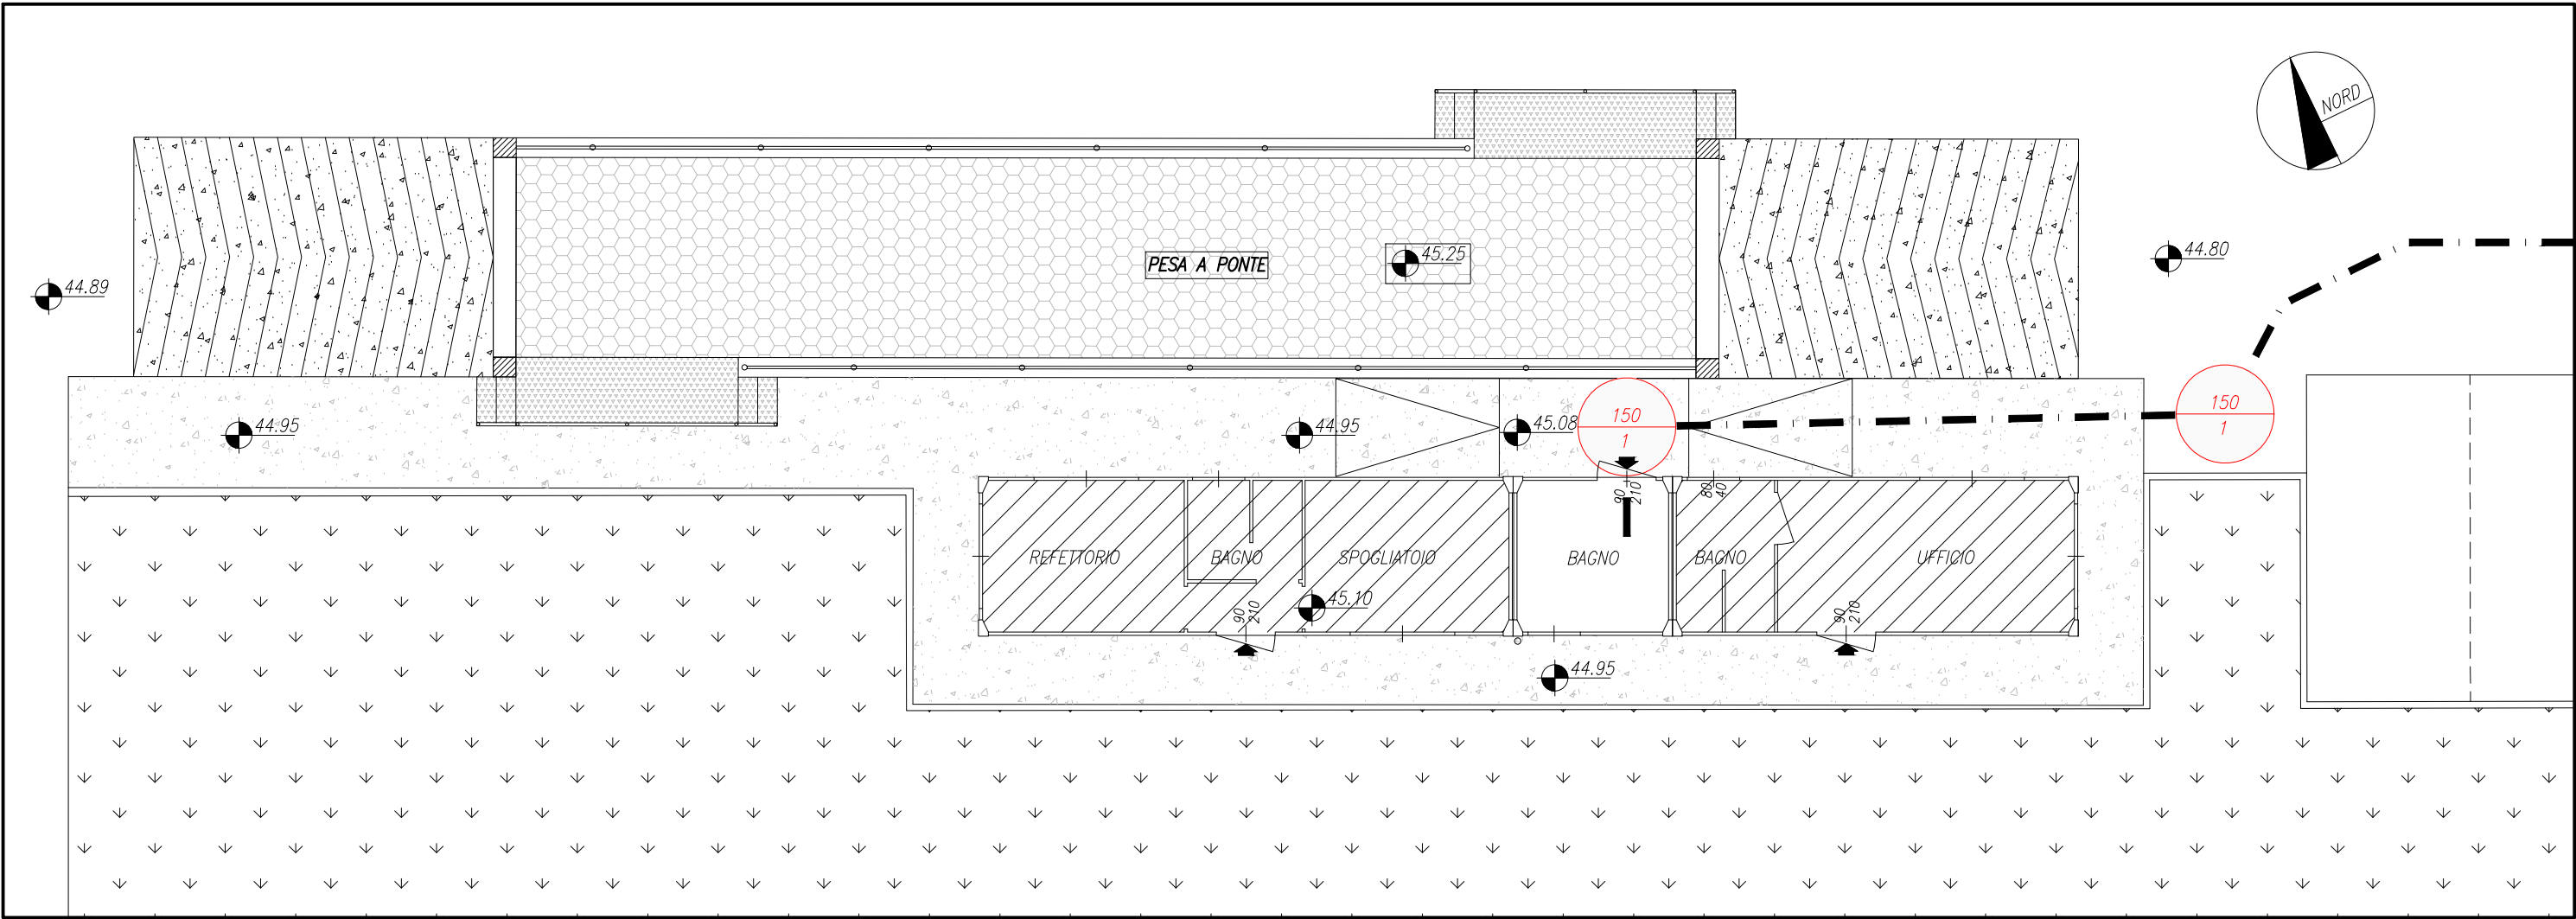 NORD
44.80
45.25
PESA A PONTE
44.89
150
1
150
1
44.95
44.95
45.08
90
210
80
40
REFETTORIO
BAGNO
SPOGLIATOIO
BAGNO
BAGNO
UFFICIO
45.10
90
210
90
210
44.95